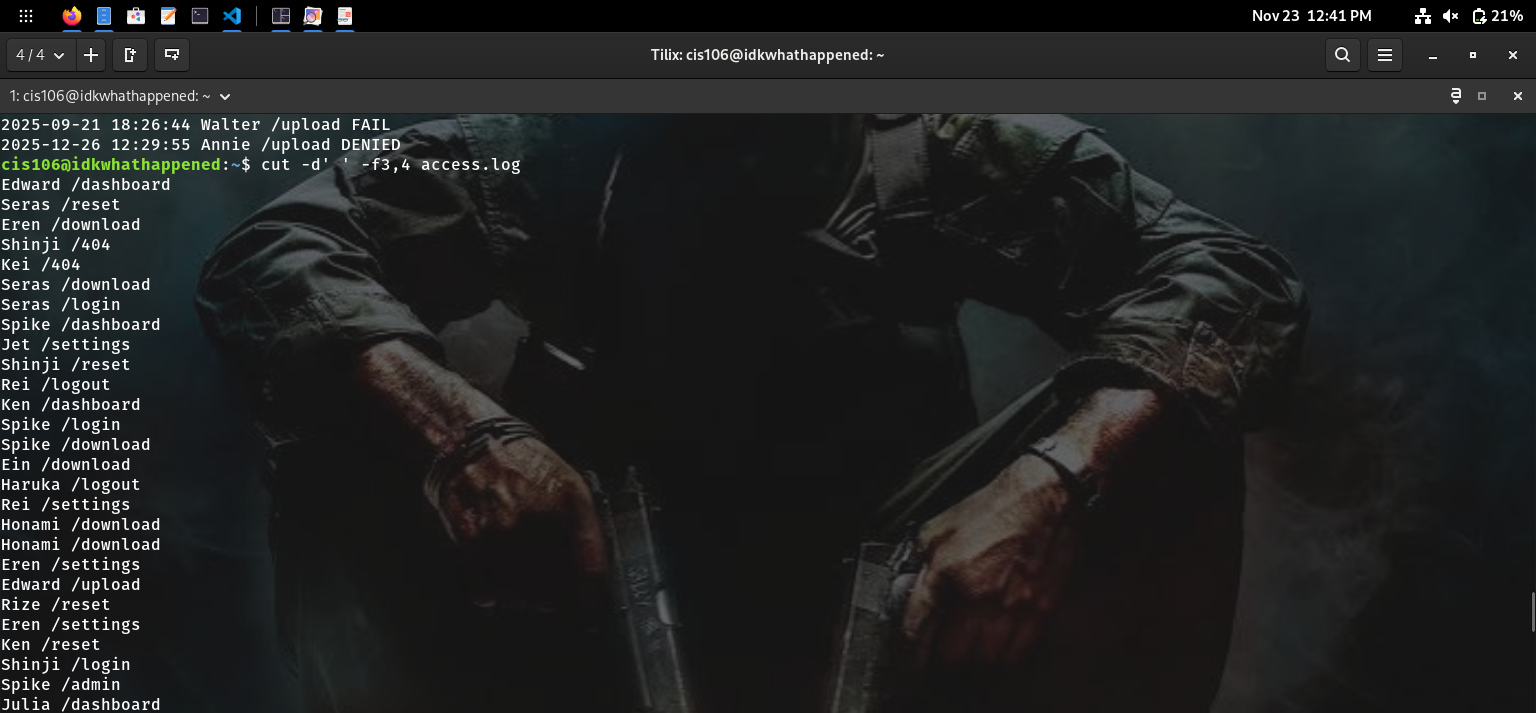 Nov 23 12:41 PM
21%
4 / 4
Tilix: cis106@idkwhathappened: ~
1: cis106@idkwhathappened: ~
2025-09-21 18:26:44 Walter /upload FAIL
2025-12-26 12:29:55 Annie /upload DENIED
cis106@idkwhathappened:~$ cut -d' ' -f3,4 access.log
Edward /dashboard
Seras /reset
Eren /download
Shinji /404
Kei /404
Seras /download
Seras /login
Spike /dashboard
Jet /settings
Shinji /reset
Rei /logout
Ken /dashboard
Spike /login
Spike /download
Ein /download
Haruka /logout
Rei /settings
Honami /download
Honami /download
Eren /settings
Edward /upload
Rize /reset
Eren /settings
Ken /reset
Shinji /login
Spike /admin
Julia /dashboard